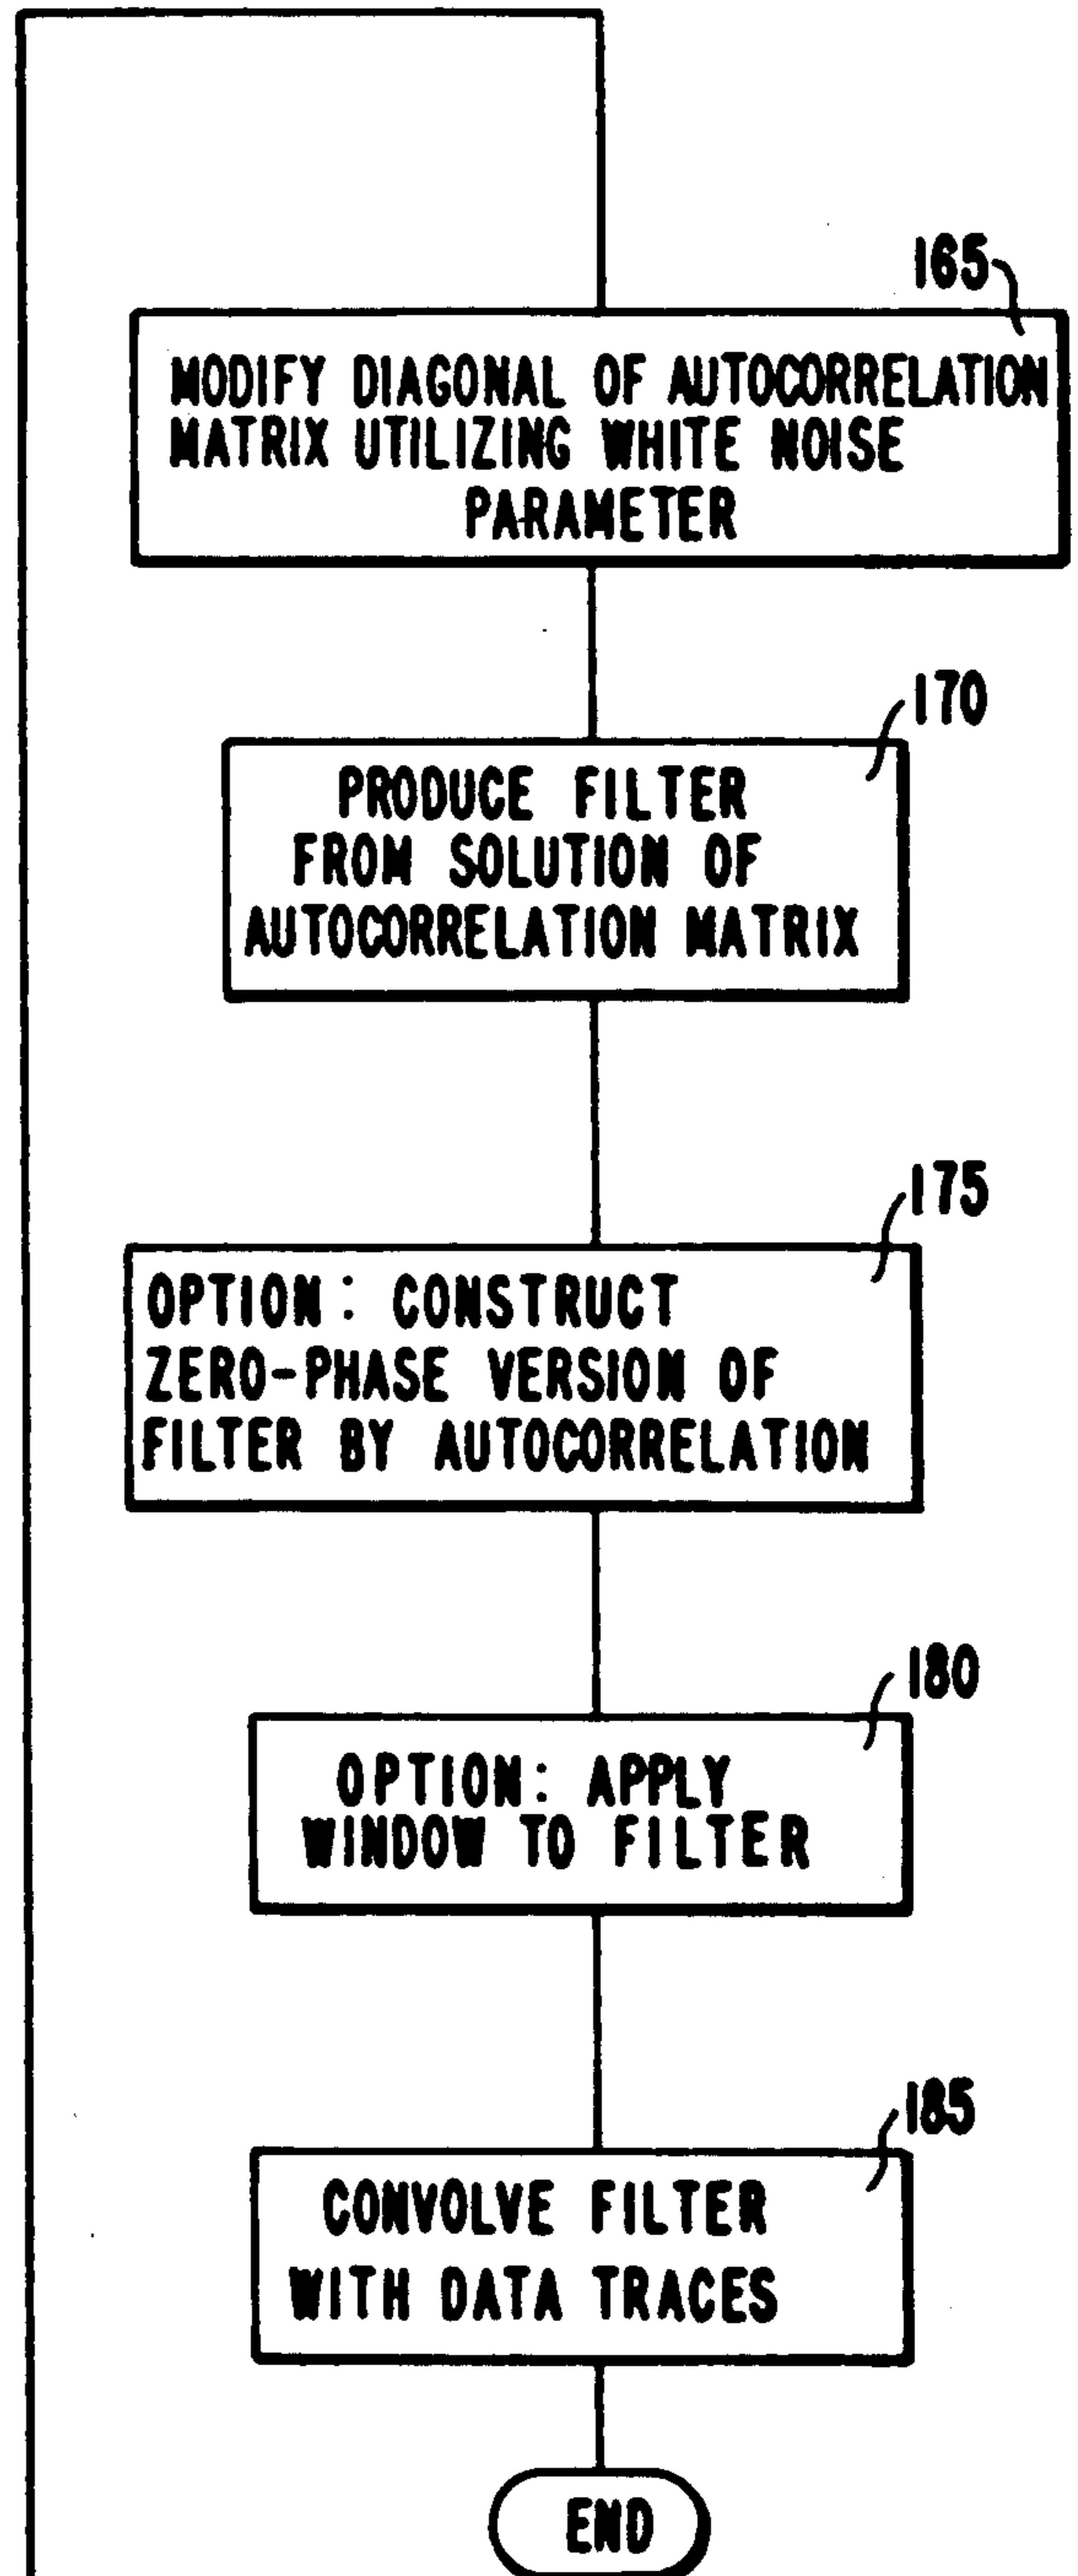 165
MODIFY DIAGONAL OF AUTOCORRELATION
MATRIX UTILIZING WHITE NOISE
PARAMETER
170
PRODUCE FILTER
FROM SOLUTION OF
AUTOCORRELATION MATRIX
175
OPTION: CONSTRUCT
ZERO-PHASE VERSION OF
FILTER BY AUTOCORRELATION
180
OPTION: APPLY
WINDOW TO FILTER
185
CONVOLVE FILTER
WITH DATA TRACES
END